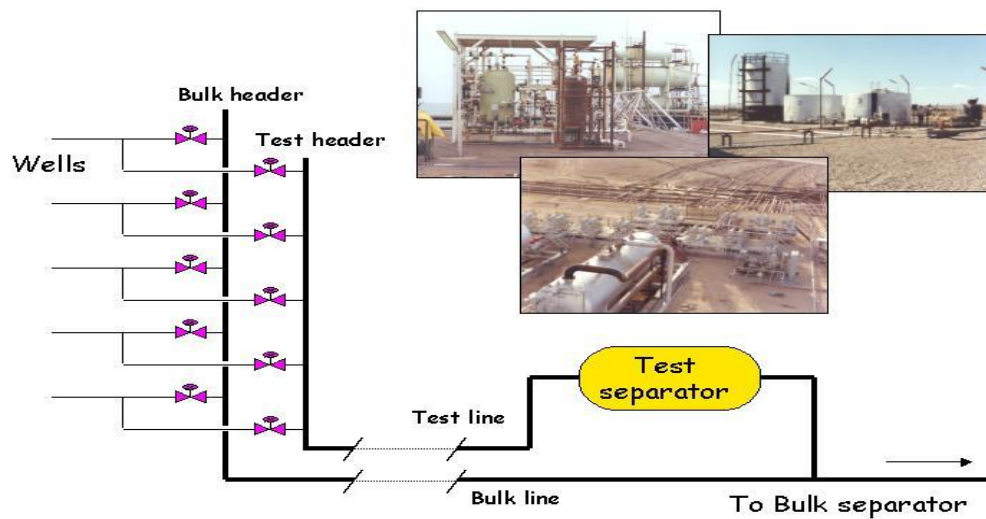 Bulk header
Test header
Wells
Test
separator
Test line
Bulk line
To Bulk separator